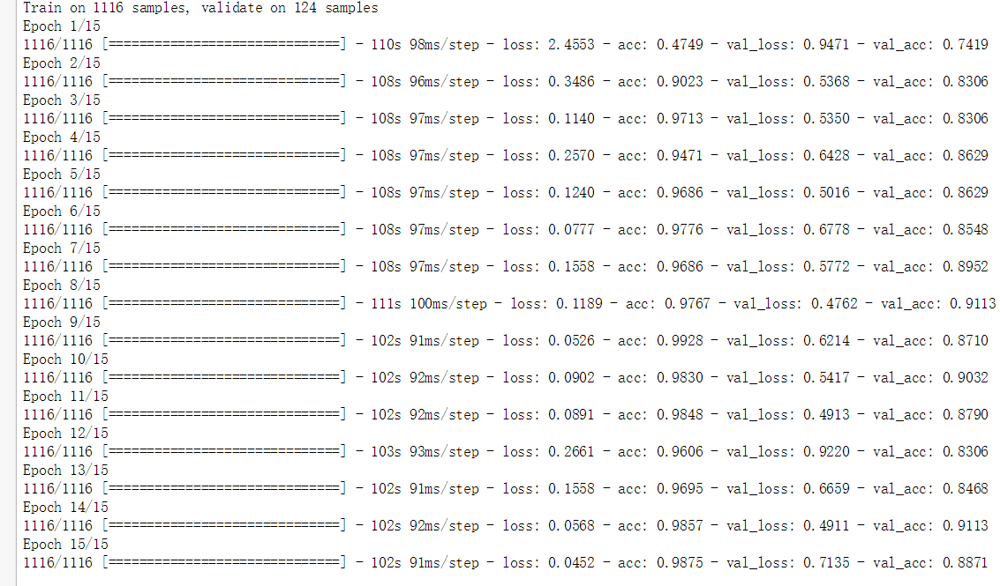 Train on 1116 samples, validate on 124 samples
Epoch 1/15
1116/1116 [==============================] - 110s 98ms/step - loss: 2.4553 - acc: 0.4749 - val_loss: 0.9471 - val_acc: 0.7419
Epoch 2/15
1116/1116 [==============================] - 108s 96ms/step - loss: 0.3486 - acc: 0.9023 - val_loss: 0.5368 - val_acc: 0.8306
Epoch 3/15
1116/1116 [==============================] - 108s 97ms/step - loss: 0.1140 - acc: 0.9713 - val_loss: 0.5350 - val_acc: 0.8306
Epoch 4/15
1116/1116 [==============================] - 108s 97ms/step - loss: 0.2570 - acc: 0.9471 - val_loss: 0.6428 - val_acc: 0.8629
Epoch 5/15
1116/1116 [==============================] - 108s 97ms/step - loss: 0.1240 - acc: 0.9686 - val_loss: 0.5016 - val_acc: 0.8629
Epoch 6/15
1116/1116 [==============================] - 108s 97ms/step - loss: 0.0777 - acc: 0.9776 - val_loss: 0.6778 - val_acc: 0.8548
Epoch 7/15
1116/1116 [==============================] - 108s 97ms/step - loss: 0.1558 - acc: 0.9686 - val_loss: 0.5772 - val_acc: 0.8952
Epoch 8/15
1116/1116 [==============================] - 111s 100ms/step - loss: 0.1189 - acc: 0.9767 - val_loss: 0.4762 - val_acc: 0.9113
Epoch 9/15
1116/1116 [==============================] - 102s 91ms/step - loss: 0.0526 - acc: 0.9928 - val_loss: 0.6214 - val_acc: 0.8710
Epoch 10/15
1116/1116 [==============================] - 102s 92ms/step - loss: 0.0902 - acc: 0.9830 - val_loss: 0.5417 - val_acc: 0.9032
Epoch 11/15
1116/1116 [==============================] - 102s 92ms/step - loss: 0.0891 - acc: 0.9848 - val_loss: 0.4913 - val_acc: 0.8790
Epoch 12/15
1116/1116 [==============================] - 103s 93ms/step - loss: 0.2661 - acc: 0.9606 - val_loss: 0.9220 - val_acc: 0.8306
Epoch 13/15
1116/1116 [==============================] - 102s 91ms/step - loss: 0.1558 - acc: 0.9695 - val_loss: 0.6659 - val_acc: 0.8468
Epoch 14/15
1116/1116 [==============================] - 102s 92ms/step - loss: 0.0568 - acc: 0.9857 - val_loss: 0.4911 - val_acc: 0.9113
Epoch 15/15
1116/1116 [==============================] - 102s 91ms/step - loss: 0.0452 - acc: 0.9875 - val_loss: 0.7135 - val_acc: 0.8871